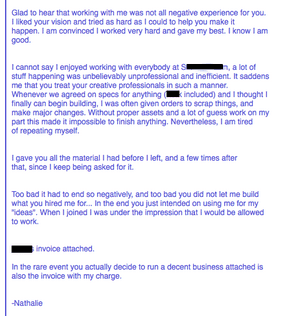 Glad to hear that working with me was not all negative experience for you.
I liked your vision and tried as hard as I could to help you make it
happen. I am convinced I worked very hard and gave my best. I know I am
good.
I cannot say I enjoyed working with everybody at S n, a lot of
stuff happening was unbelievably unprofessional and inefficient. It saddens
me that you treat your creative professionals in such a manner.
Whenever we agreed on specs for anything ( included) and I thought I
finally can begin building, I was often given orders to scrap things, and
make major changes. Without proper assets and a lot of guess work on my
part this made it impossible to finish anything. Nevertheless, I am tired
of repeating myself.
I gave you all the material I had before I left, and a few times after
that, since I keep being asked for it.
Too bad it had to end so negatively, and too bad you did not let me build
what you hired me for... In the end you just intended on using me for my
"ideas". When I joined I was under the impression that I would be allowed
to work.
s invoice attached.
In the rare event you actually decide to run a decent business attached is
also the invoice with my charge.
-Nathalie